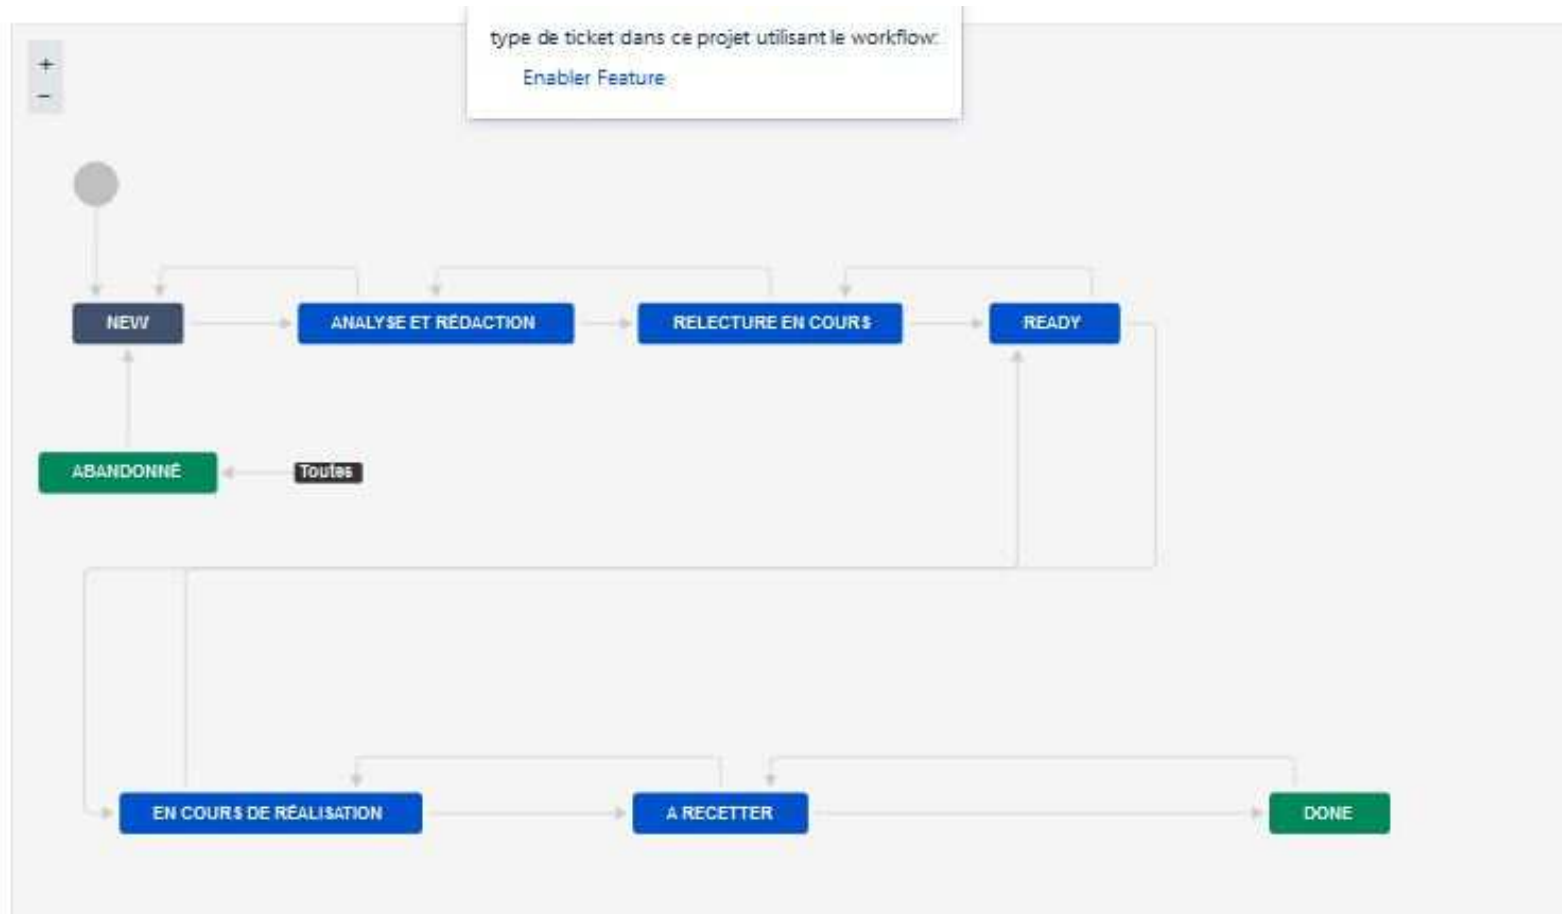 type de ticket dans ce projet utilisant le workflow:
Enabler Feature
+
−
NEW
ANALYSE ET RÉDACTION
RELECTURE EN COURS
READY
ABANDONNÉ
Toutes
EN COURS DE RÉALISATION
A RECETTER
DONE